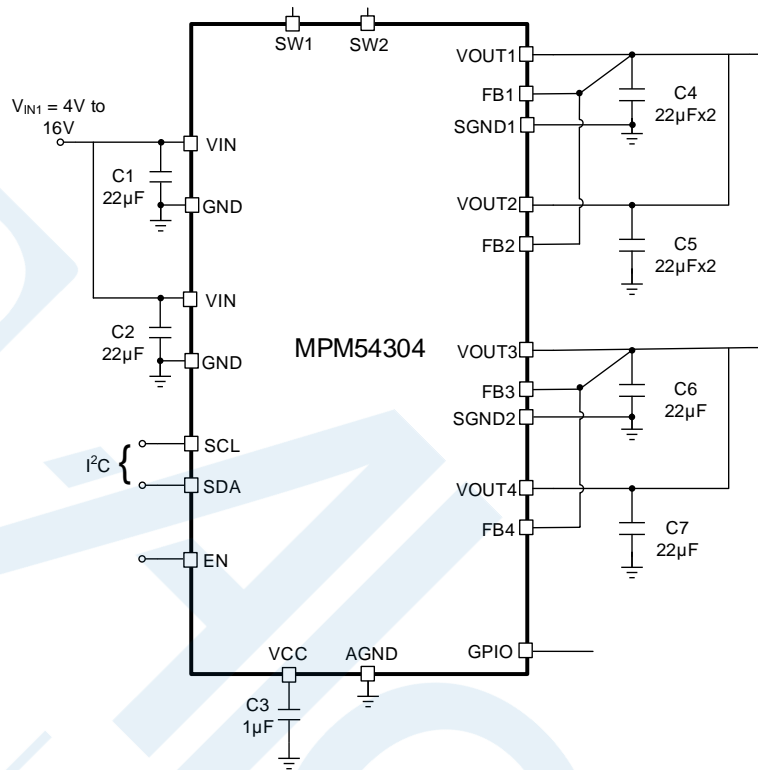 SW1
SW2
VOUT1
FB1
C4
22µFx2
V_IN1 = 4V to
16V
SGND1
VIN
C1
22µF
GND
VOUT2
FB2
C5
22µFx2
VIN
C2
22µF
GND
MPM54304
VOUT3
FB3
C6
22µF
SGND2
SCL
I²C {
SDA
VOUT4
FB4
C7
22µF
EN
VCC
AGND
GPIO
C3
1µF